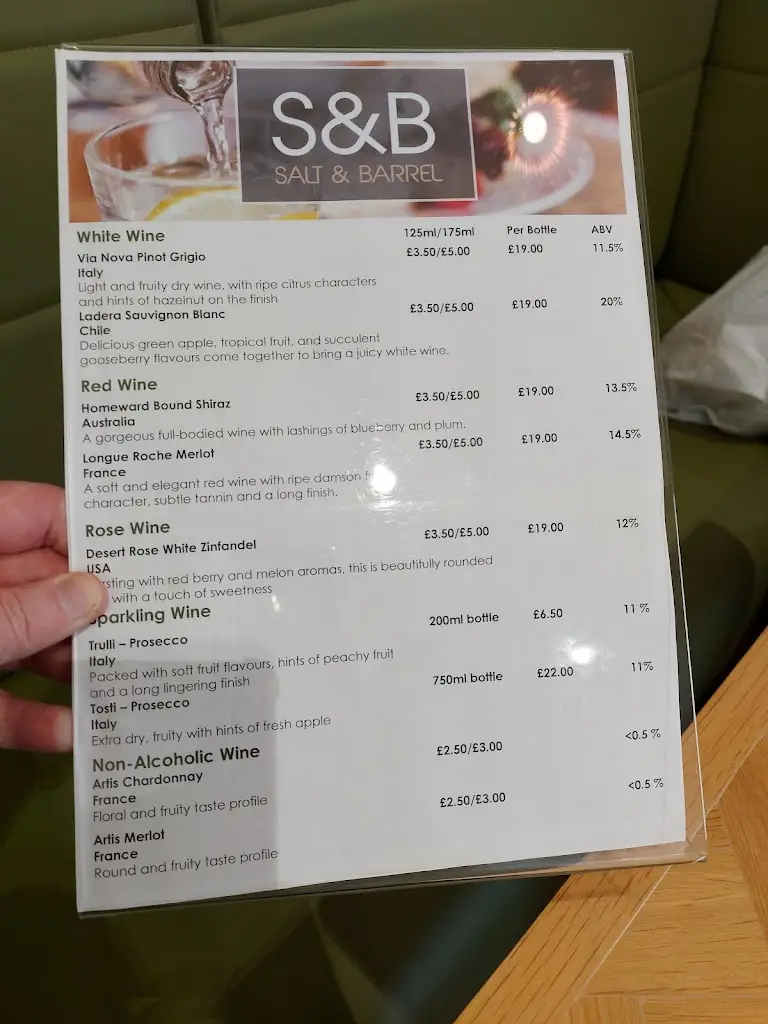 S&B
SALT & BARREL
White Wine 125ml/175ml Per Bottle ABV
Via Nova Pinot Grigio £3.50/£5.00 £19.00 11.5%
Italy
Light and fruity dry wine, with ripe citrus characters
and hints of hazelnut on the finish
Ladera Sauvignon Blanc £3.50/£5.00 £19.00 20%
Chile
Delicious green apple, tropical fruit, and succulent
gooseberry flavours come together to bring a juicy white wine.
Red Wine
Homeward Bound Shiraz £3.50/£5.00 £19.00 13.5%
Australia
A gorgeous full-bodied wine with lashings of blueberry and plum.
Longue Roche Merlot £3.50/£5.00 £19.00 14.5%
France
A soft and elegant red wine with ripe damson
character, subtle tannin and a long finish.
Rose Wine
Desert Rose White Zinfandel £3.50/£5.00 £19.00 12%
USA
with red berry and melon aromas, this is beautifully rounded
with a touch of sweetness
Sparkling Wine
Trulli – Prosecco 200ml bottle £6.50 11 %
Italy
Packed with soft fruit flavours, hints of peachy fruit
and a long lingering finish
Tosti – Prosecco 750ml bottle £22.00 11%
Italy
Extra dry, fruity with hints of fresh apple
Non-Alcoholic Wine
Artis Chardonnay £2.50/£3.00 <0.5 %
France
Floral and fruity taste profile
Artis Merlot £2.50/£3.00 <0.5 %
France
Round and fruity taste profile